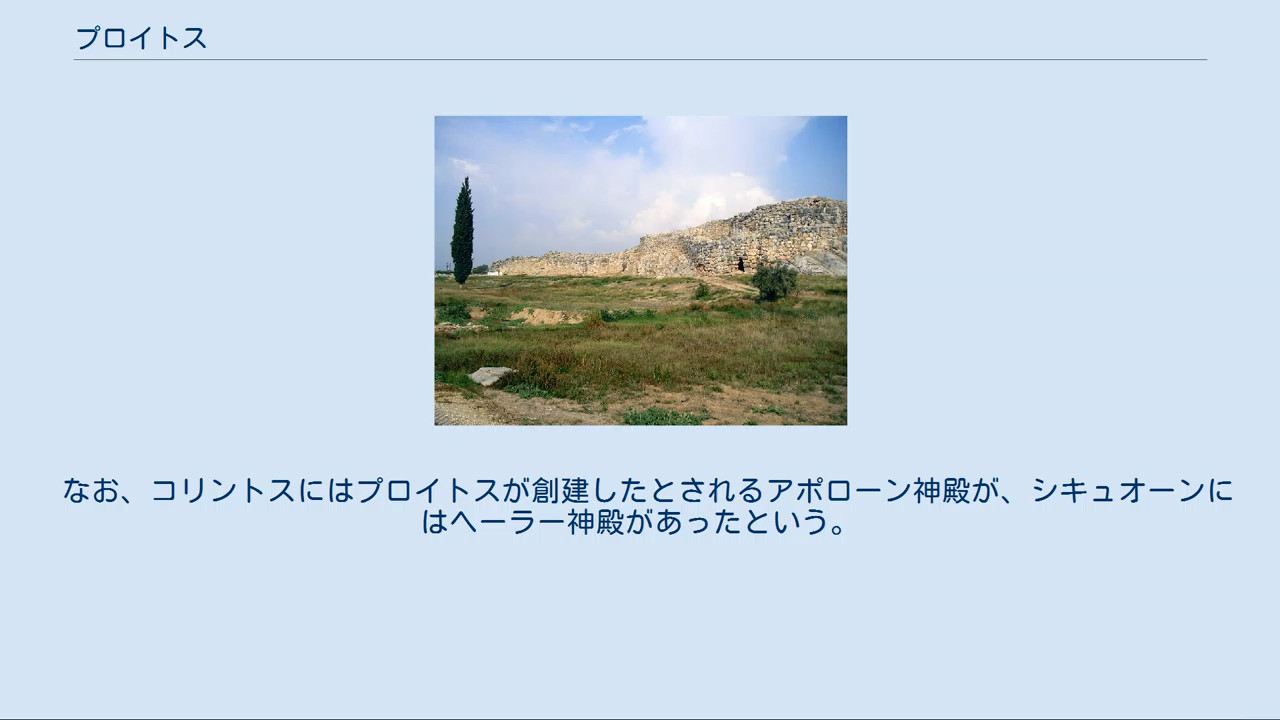 プロイトス
なお、コリントスにはプロイトスが創建したとされるアポローン神殿が、シキュオーンに
はヘーラー神殿があったという。